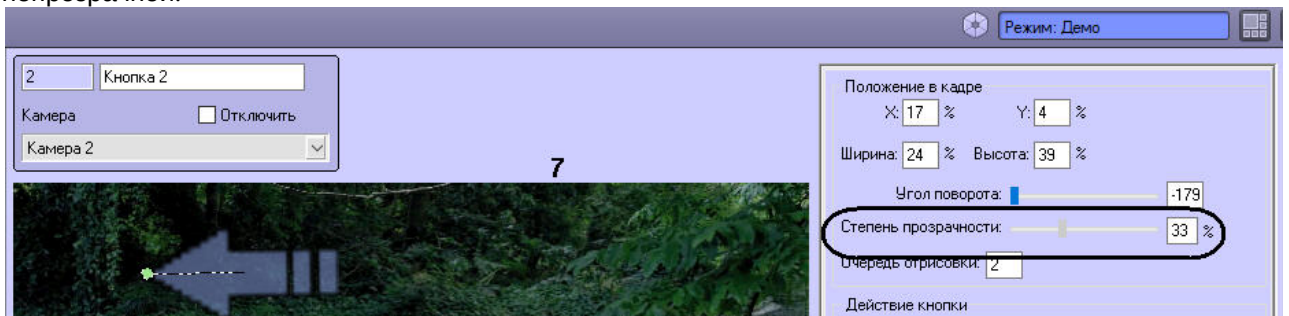 Режим: Демо
2 Кнопка 2
Камера Отключить
Камера 2
7
Положение в кадре
X: 17 % Y: 4 %
Ширина: 24 % Высота: 39 %
Угол поворота: -179
Степень прозрачности: 33 %
Очередь отрисовки: 2
Действие кнопки